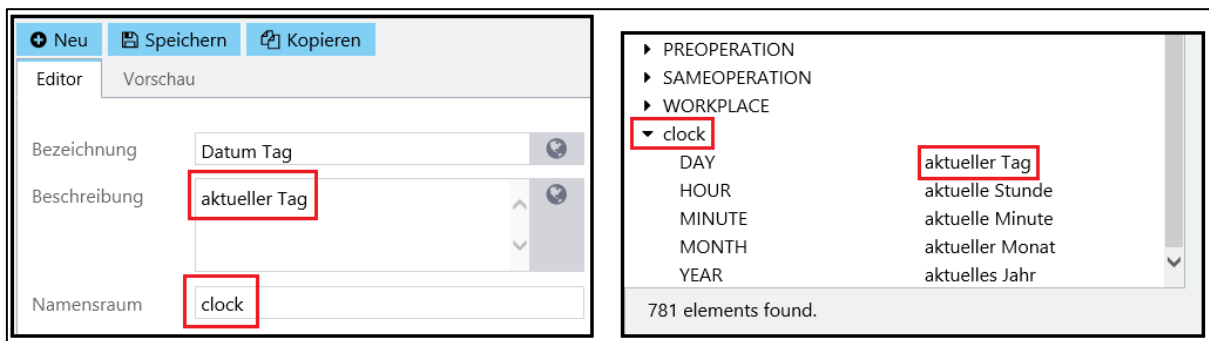 Neu Speichern Kopieren
Editor Vorschau
Bezeichnung Datum Tag
Beschreibung aktueller Tag
Namensraum clock
PREOPERATION
SAMEOPERATION
WORKPLACE
clock
DAY aktueller Tag
HOUR aktuelle Stunde
MINUTE aktuelle Minute
MONTH aktueller Monat
YEAR aktuelles Jahr
781 elements found.